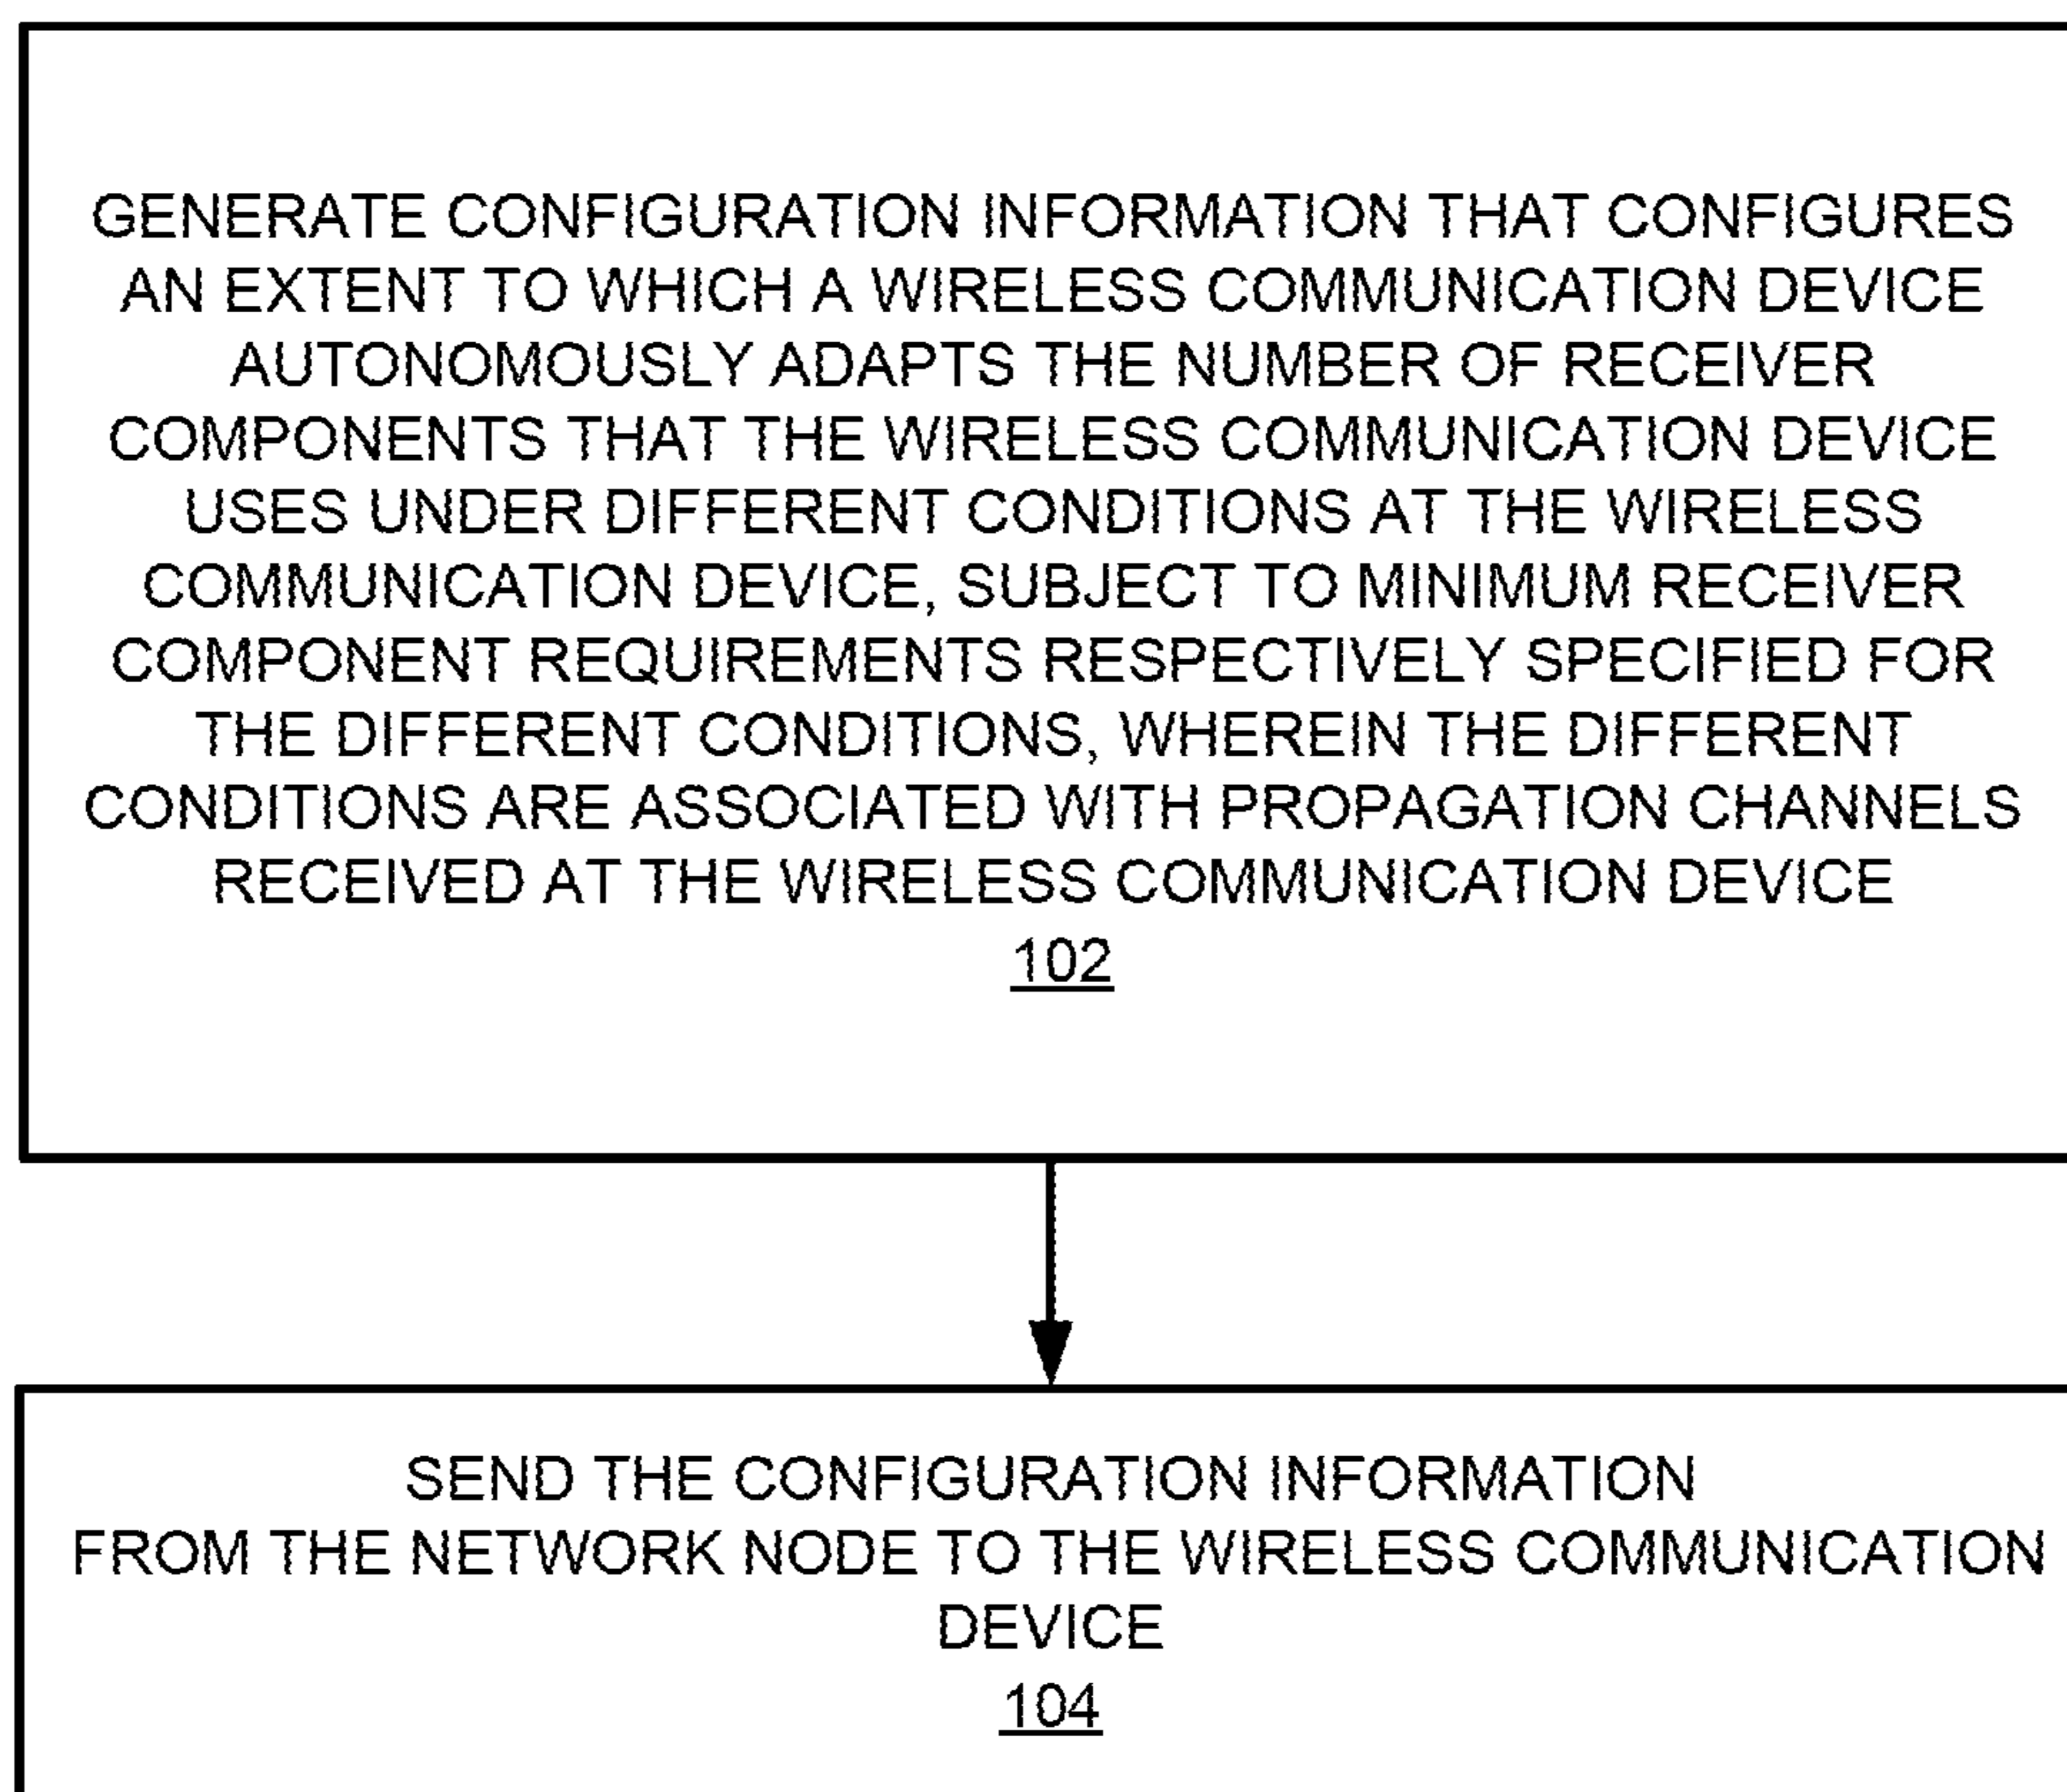 GENERATE CONFIGURATION INFORMATION THAT CONFIGURES
AN EXTENT TO WHICH A WIRELESS COMMUNICATION DEVICE
AUTONOMOUSLY ADAPTS THE NUMBER OF RECEIVER
COMPONENTS THAT THE WIRELESS COMMUNICATION DEVICE
USES UNDER DIFFERENT CONDITIONS AT THE WIRELESS
COMMUNICATION DEVICE, SUBJECT TO MINIMUM RECEIVER
COMPONENT REQUIREMENTS RESPECTIVELY SPECIFIED FOR
THE DIFFERENT CONDITIONS, WHEREIN THE DIFFERENT
CONDITIONS ARE ASSOCIATED WITH PROPAGATION CHANNELS
RECEIVED AT THE WIRELESS COMMUNICATION DEVICE
102
SEND THE CONFIGURATION INFORMATION
FROM THE NETWORK NODE TO THE WIRELESS COMMUNICATION
DEVICE
104